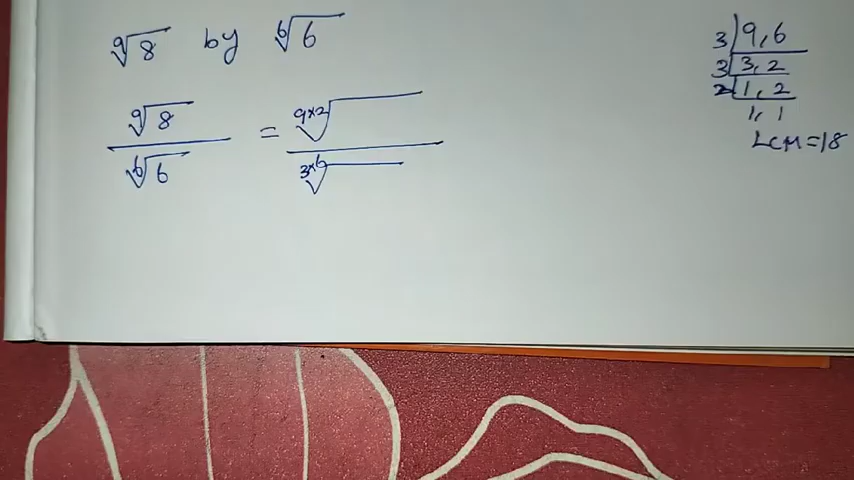 ⁹√8 by ⁶√6
⁹√8 / ⁶√6 = ⁹ˣ²√ / ³ˣ⁶√
3 | 9, 6
3 | 3, 2
2 | 1, 2
1, 1
LCM = 18